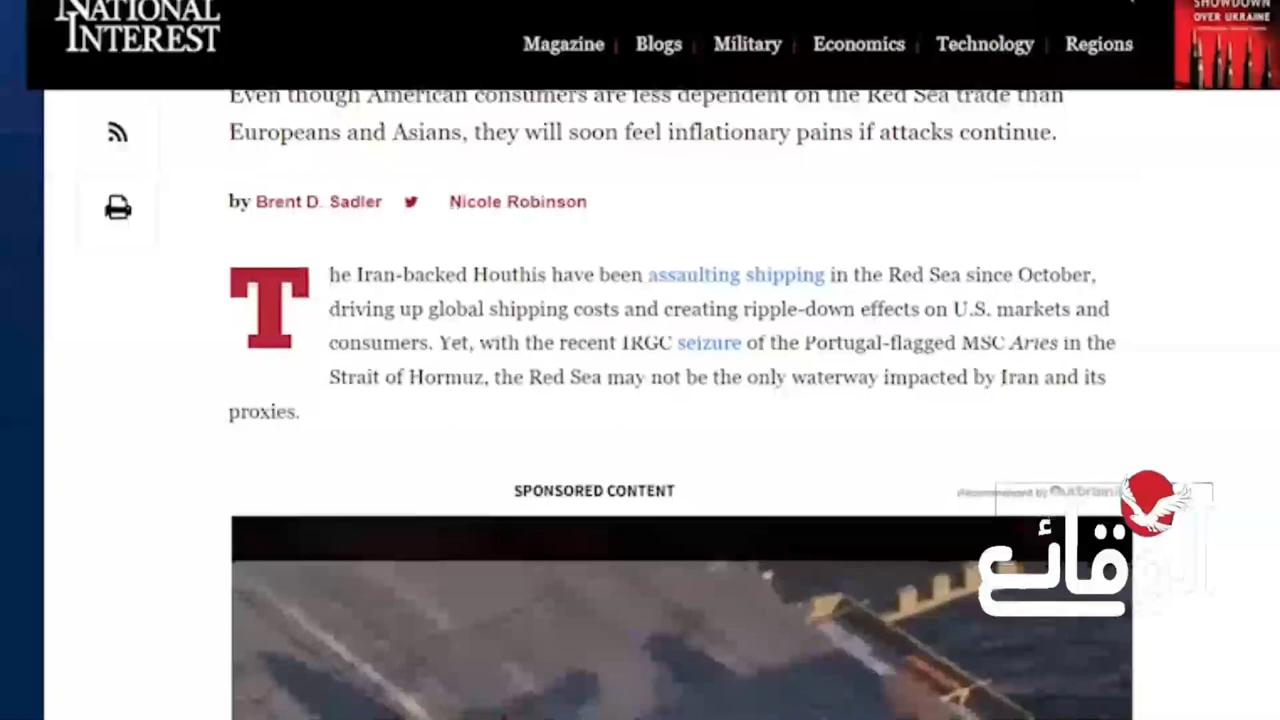 NATIONAL
INTEREST
Magazine
Blogs
Military
Economics
Technology
Regions
SHOWDOWN
OVER UKRAINE
Even though American consumers are less dependent on the Red Sea trade than
Europeans and Asians, they will soon feel inflationary pains if attacks continue.
by Brent D. Sadler Nicole Robinson
The Iran-backed Houthis have been assaulting shipping in the Red Sea since October,
driving up global shipping costs and creating ripple-down effects on U.S. markets and
consumers. Yet, with the recent IRGC seizure of the Portugal-flagged MSC Aries in the
Strait of Hormuz, the Red Sea may not be the only waterway impacted by Iran and its
proxies.
SPONSORED CONTENT
Recommended by Outbrain
الوقائع